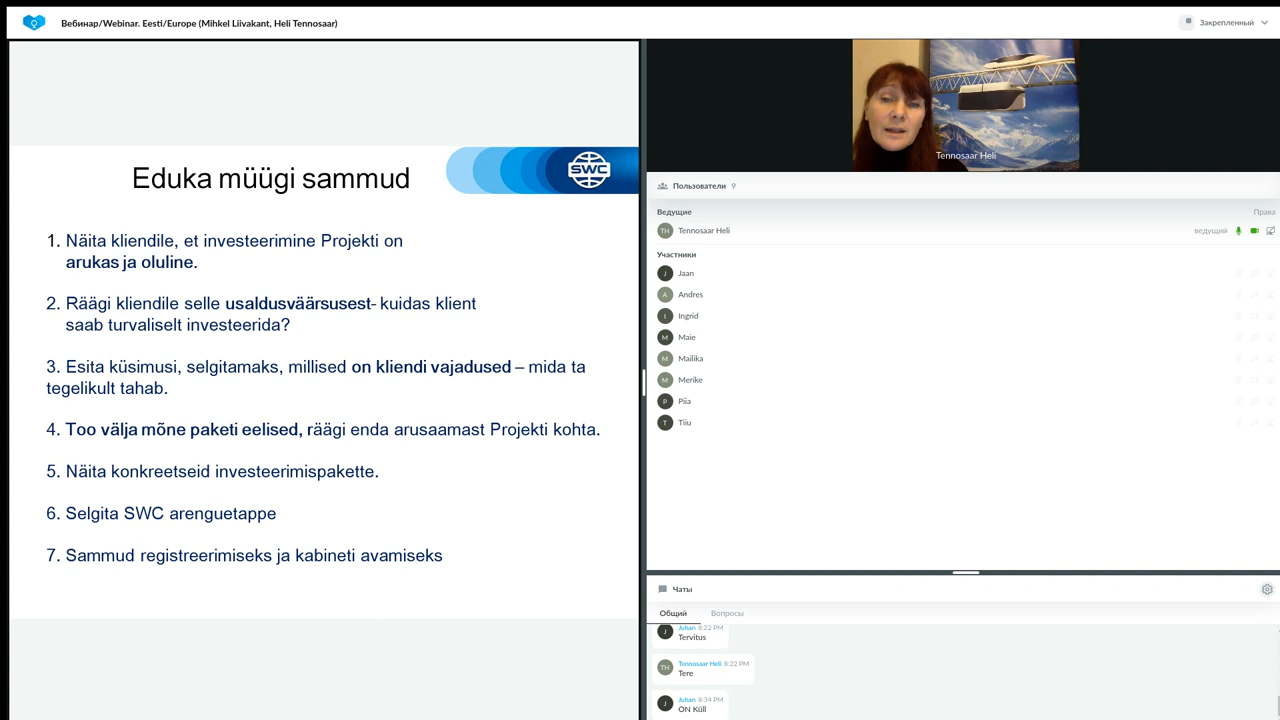 Вебинар/Webinar. Eesti/Europe (Mihkel Liivakant, Heli Tennosaar)
Закрепленный
Eduka müügi sammud
SWC
1. Näita kliendile, et investeerimine Projekti on
arukas ja oluline.
2. Räägi kliendile selle usaldusväärsusest- kuidas klient
saab turvaliselt investeerida?
3. Esita küsimusi, selgitamaks, millised on kliendi vajadused – mida ta
tegelikult tahab.
4. Too välja mõne paketi eelised, räägi enda arusaamast Projekti kohta.
5. Näita konkreetseid investeerimispakette.
6. Selgita SWC arenguetappe
7. Sammud registreerimiseks ja kabineti avamiseks
Tennosaar Heli
Пользователи 9
Ведущие Права
TH Tennosaar Heli ведущий
Участники
J Jaan
A Andres
I Ingrid
M Maie
M Mailika
M Merike
P Piia
T Tiiu
Чаты
Общий Вопросы
J Juhan 8:22 PM
Tervitus
TH Tennosaar Heli 8:22 PM
Tere
J Juhan 8:34 PM
ON Küll